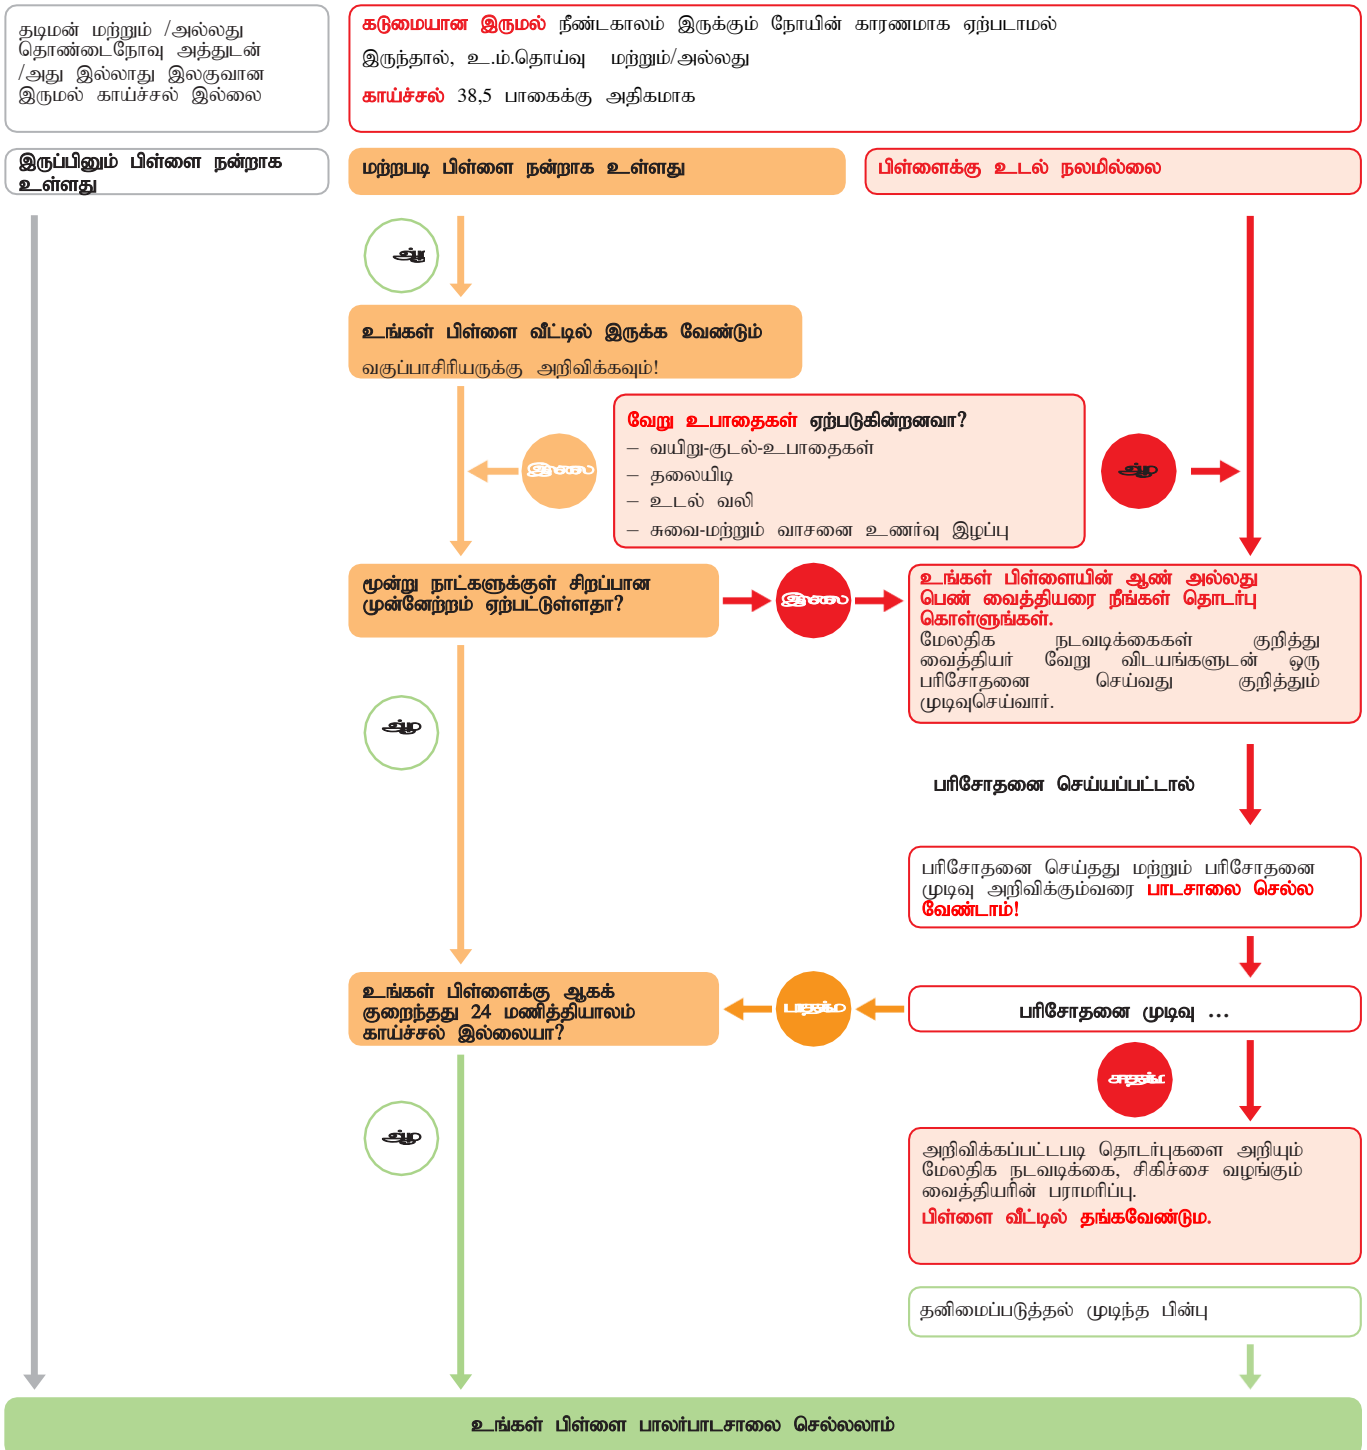 தடிமன் மற்றும் /அல்லது
தொண்டைநோவு அத்துடன்
/அது இல்லாது இலகுவான
இருமல் காய்ச்சல் இல்லை
கடுமையான இருமல் நீண்டகாலம் இருக்கும் நோயின் காரணமாக ஏற்படாமல்
இருந்தால், உ.ம்.தொய்வு மற்றும்/அல்லது
காய்ச்சல் 38,5 பாகைக்கு அதிகமாக
இருப்பினும் பிள்ளை நன்றாக
உள்ளது
மற்றபடி பிள்ளை நன்றாக உள்ளது
பிள்ளைக்கு உடல் நலமில்லை
உங்கள் பிள்ளை வீட்டில் இருக்க வேண்டும்
வகுப்பாசிரியருக்கு அறிவிக்கவும்!
வேறு உபாதைகள் ஏற்படுகின்றனவா?
– வயிறு-குடல்-உபாதைகள்
– தலையிடி
– உடல் வலி
– சுவை-மற்றும் வாசனை உணர்வு இழப்பு
இல்லை
மூன்று நாட்களுக்குள் சிறப்பான
முன்னேற்றம் ஏற்பட்டுள்ளதா?
இல்லை
உங்கள் பிள்ளையின் ஆண் அல்லது
பெண் வைத்தியரை நீங்கள் தொடர்பு
கொள்ளுங்கள்.
மேலதிக நடவடிக்கைகள் குறித்து
வைத்தியர் வேறு விடயங்களுடன் ஒரு
பரிசோதனை செய்வது குறித்தும்
முடிவுசெய்வார்.
பரிசோதனை செய்யப்பட்டால்
பரிசோதனை செய்தது மற்றும் பரிசோதனை
முடிவு அறிவிக்கும்வரை பாடசாலை செல்ல
வேண்டாம்!
உங்கள் பிள்ளைக்கு ஆகக்
குறைந்தது 24 மணித்தியாலம்
காய்ச்சல் இல்லையா?
பரிசோதனை முடிவு ...
அறிவிக்கப்பட்டபடி தொடர்புகளை அறியும்
மேலதிக நடவடிக்கை, சிகிச்சை வழங்கும்
வைத்தியரின் பராமரிப்பு.
பிள்ளை வீட்டில் தங்கவேண்டும.
தனிமைப்படுத்தல் முடிந்த பின்பு
உங்கள் பிள்ளை பாலர்பாடசாலை செல்லலாம்